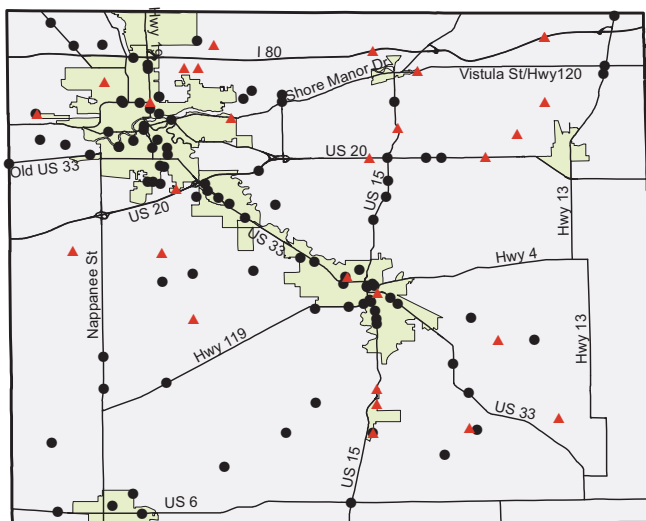 I 80
Shore Manor Dr
Vistula St/Hwy120
Old US 33
US 20
US 15
US 20
Hwy 13
US 33
Hwy 4
Nappanee St
Hwy 13
Hwy 119
US 33
US 15
US 6